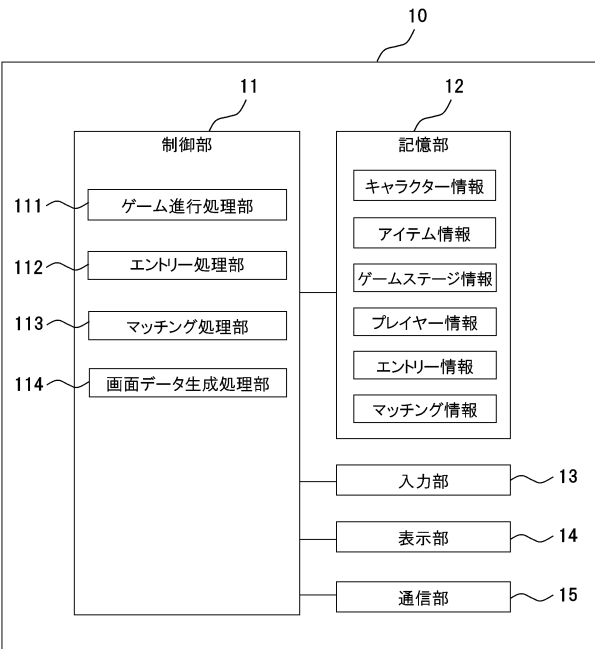 10
11
制御部
111
ゲーム進行処理部
112
エントリー処理部
113
マッチング処理部
114
画面データ生成処理部
12
記憶部
キャラクター情報
アイテム情報
ゲームステージ情報
プレイヤー情報
エントリー情報
マッチング情報
入力部
13
表示部
14
通信部
15